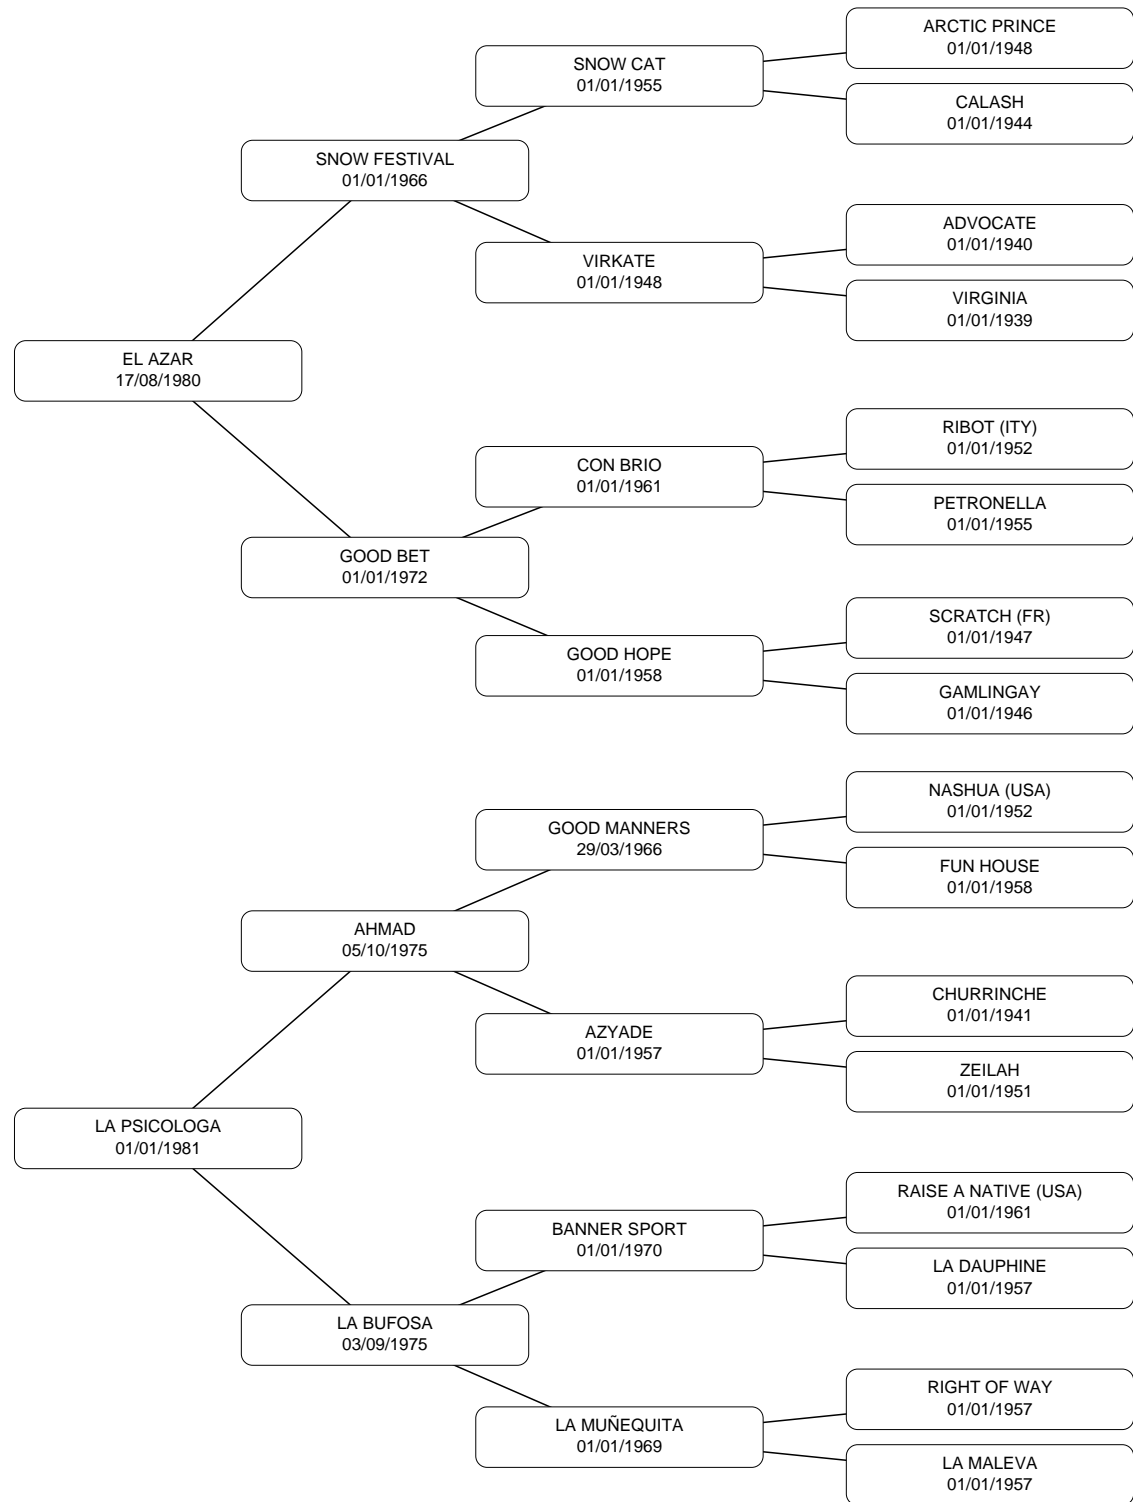 ARCTIC PRINCE
01/01/1948
SNOW CAT
01/01/1955
CALASH
01/01/1944
SNOW FESTIVAL
01/01/1966
ADVOCATE
01/01/1940
VIRKATE
01/01/1948
VIRGINIA
01/01/1939
EL AZAR
17/08/1980
RIBOT (ITY)
01/01/1952
CON BRIO
01/01/1961
PETRONELLA
01/01/1955
GOOD BET
01/01/1972
SCRATCH (FR)
01/01/1947
GOOD HOPE
01/01/1958
GAMLINGAY
01/01/1946
NASHUA (USA)
01/01/1952
GOOD MANNERS
29/03/1966
FUN HOUSE
01/01/1958
AHMAD
05/10/1975
CHURRINCHE
01/01/1941
AZYADE
01/01/1957
ZEILAH
01/01/1951
LA PSICOLOGA
01/01/1981
RAISE A NATIVE (USA)
01/01/1961
BANNER SPORT
01/01/1970
LA DAUPHINE
01/01/1957
LA BUFOSA
03/09/1975
RIGHT OF WAY
01/01/1957
LA MUÑEQUITA
01/01/1969
LA MALEVA
01/01/1957